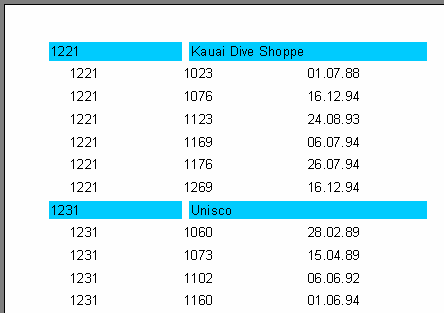 1221 Kauai Dive Shoppe
1221 1023 01.07.88
1221 1076 16.12.94
1221 1123 24.08.93
1221 1169 06.07.94
1221 1176 26.07.94
1221 1269 16.12.94
1231 Unisco
1231 1060 28.02.89
1231 1073 15.04.89
1231 1102 06.06.92
1231 1160 01.06.94